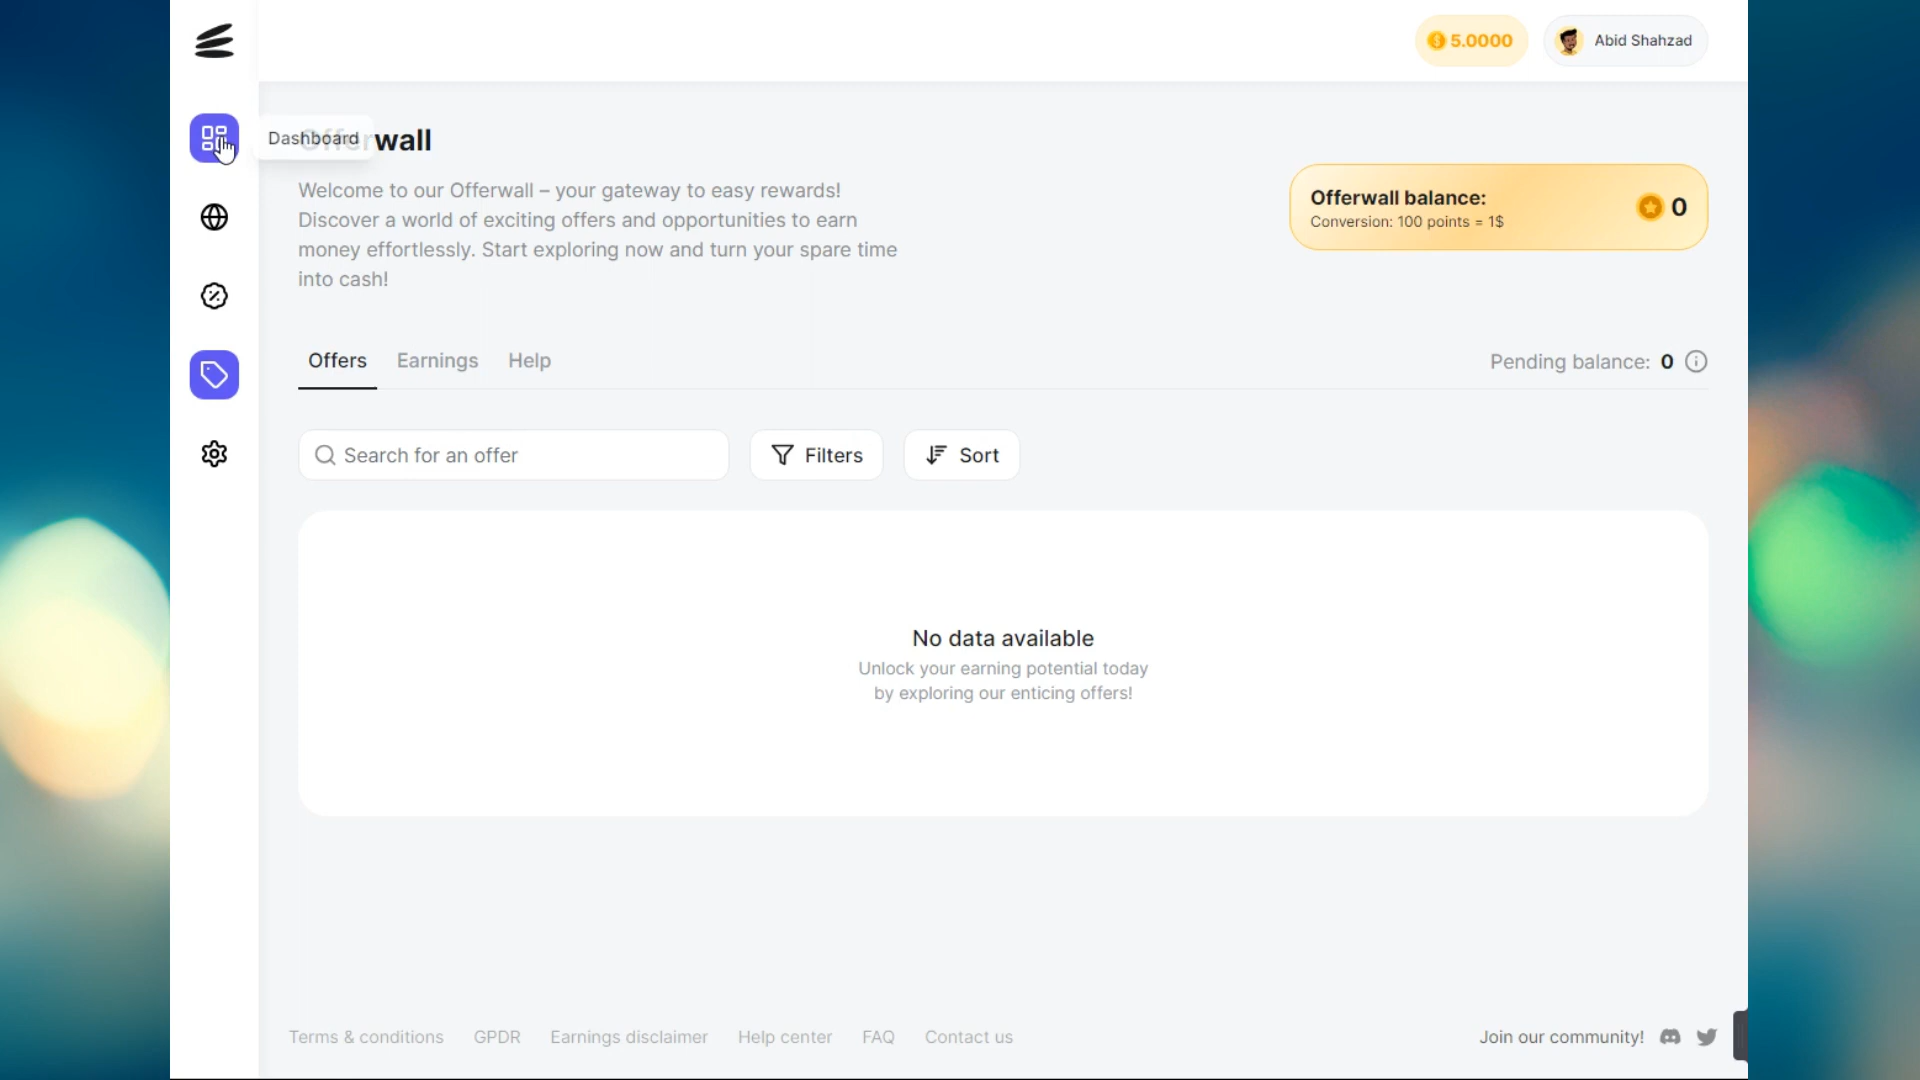 5.0000
Abid Shahzad
Dashboard
Offerwall
Welcome to our Offerwall – your gateway to easy rewards!
Discover a world of exciting offers and opportunities to earn
money effortlessly. Start exploring now and turn your spare time
into cash!
Offerwall balance:
Conversion: 100 points = 1$
0
Offers
Earnings
Help
Pending balance: 0
Search for an offer
Filters
Sort
No data available
Unlock your earning potential today
by exploring our enticing offers!
Terms & conditions
GPDR
Earnings disclaimer
Help center
FAQ
Contact us
Join our community!